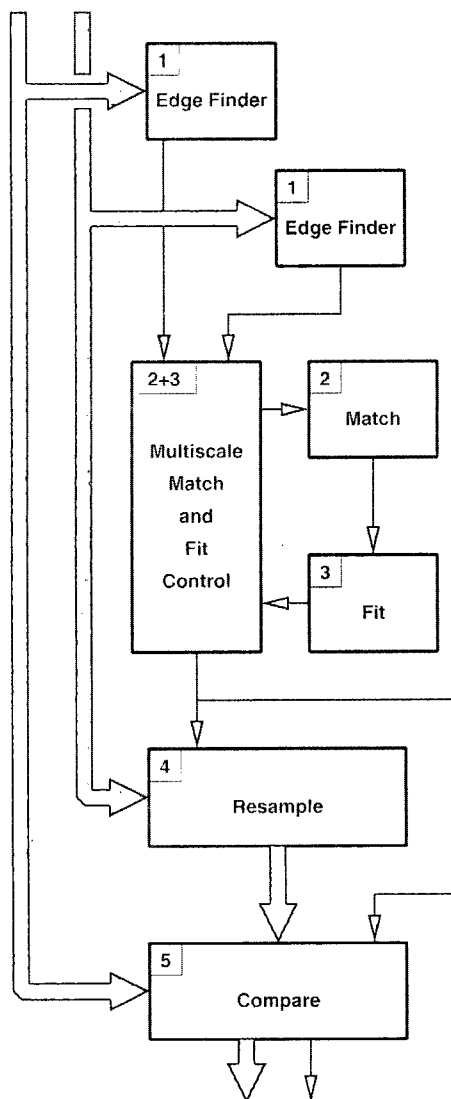 1
Edge Finder
1
Edge Finder
2+3
Multiscale
Match
and
Fit
Control
2
Match
3
Fit
4
Resample
5
Compare